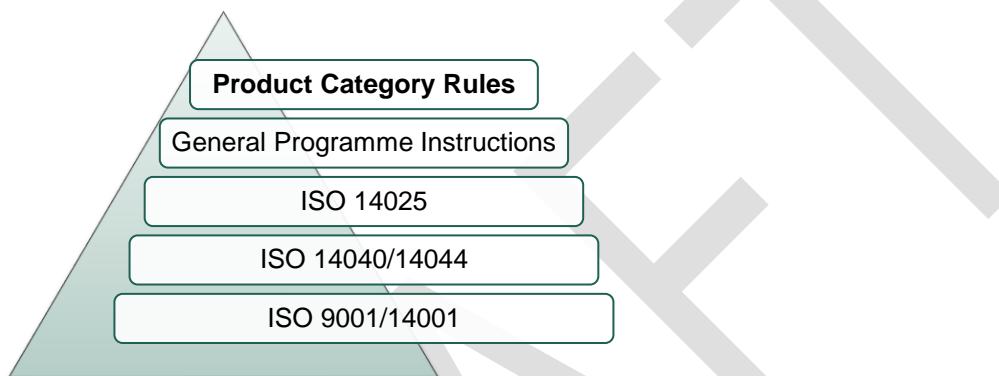 Product Category Rules
General Programme Instructions
ISO 14025
ISO 14040/14044
ISO 9001/14001